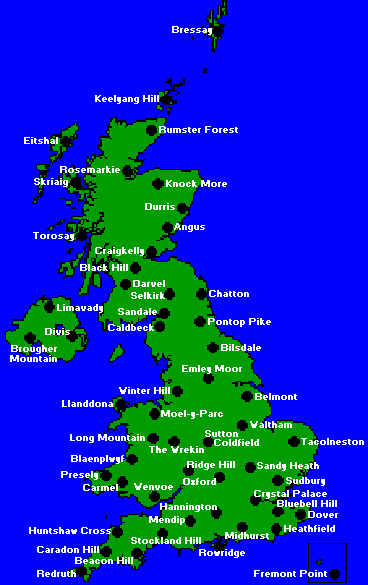 Bressay
Keelyang Hill
Rumster Forest
Eitshal
Rosemarkie
Skriaig
Knock More
Durris
Angus
Torosay
Craigkelly
Black Hill
Darvel
Selkirk
Chatton
Limavady
Sandale
Caldbeck
Pontop Pike
Divis
Brougher
Mountain
Bilsdale
Emley Moor
Winter Hill
Belmont
Llanddona
Moel-y-Parc
Waltham
Long Mountain
The Wrekin
Sutton
Coldfield
Tacolneston
Blaenplwyf
Ridge Hill
Sandy Heath
Presely
Oxford
Sudbury
Carmel
Wenvoe
Crystal Palace
Hannington
Bluebell Hill
Mendip
Dover
Huntshaw Cross
Stockland Hill
Midhurst
Heathfield
Caradon Hill
Rowridge
Beacon Hill
Redruth
Fremont Point